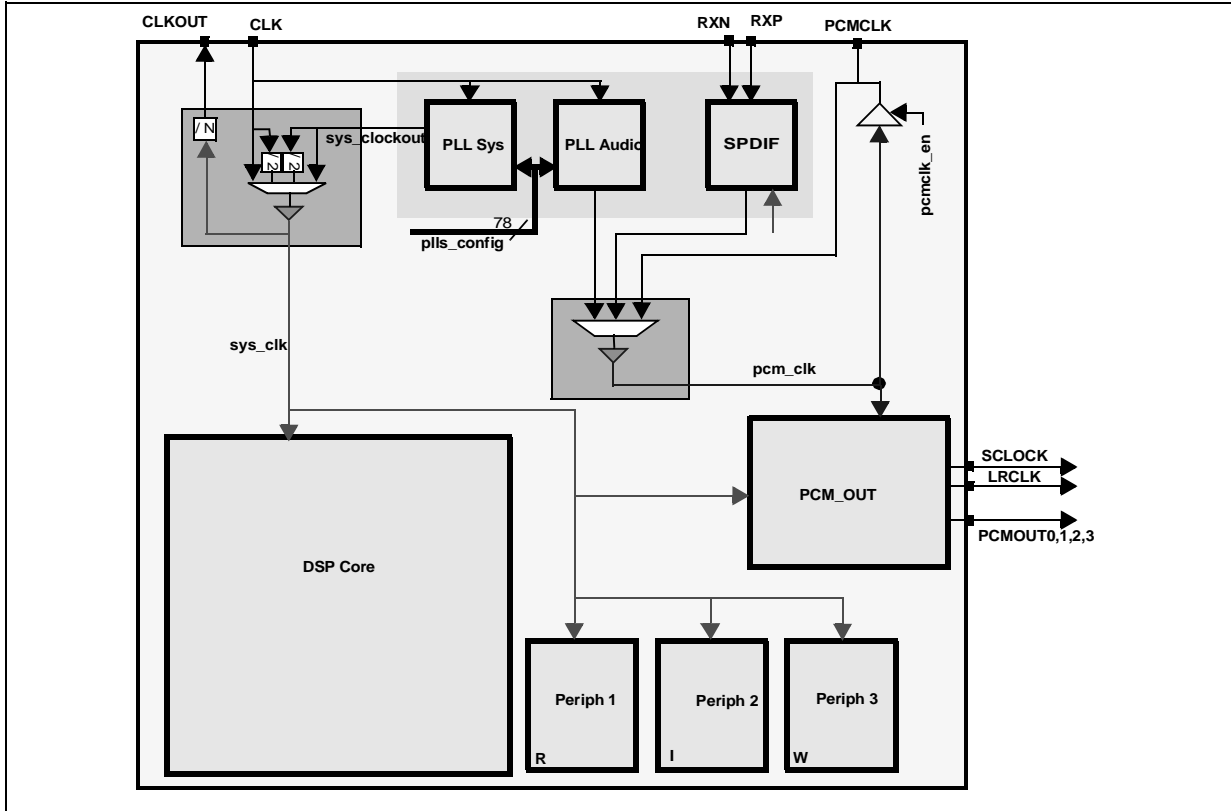 CLKOUT
CLK
RXN
RXP
PCMCLK
/N
sys_clockout
/2
/2
PLL Sys
PLL Audio
SPDIF
pcmclk_en
78
plls_config
sys_clk
pcm_clk
DSP Core
PCM_OUT
SCLOCK
LRCLK
PCMOUT0,1,2,3
Periph 1
R
Periph 2
I
Periph 3
W